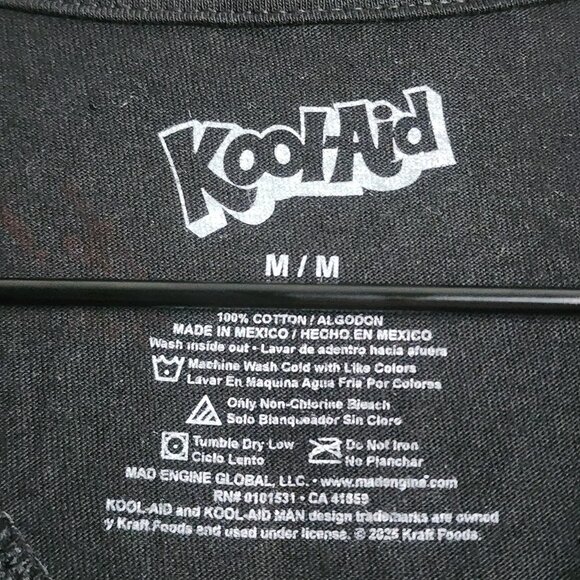 Kool-Aid
M / M
100% COTTON / ALGODON
MADE IN MEXICO / HECHO EN MEXICO
Wash inside out • Lavar de adentro hacia afuera
Machine Wash Cold with Like Colors
Lavar En Maquina Agua Fria Por Colores
Only Non-Chlorine Bleach
Solo Blanqueador Sin Cloro
Tumble Dry Low
Ciclo Lento
Do Not Iron
No Planchar
MAD ENGINE GLOBAL, LLC. • www.madengine.com
RN# 0101531 • CA 41859
KOOL-AID and KOOL-AID MAN design trademarks are owned
y Kraft Foods and used under license. © 2025 Kraft Foods.